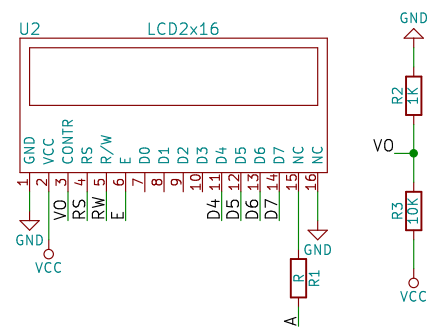 U2 LCD2x16
GND VCC CONTR RS R/W E D0 D1 D2 D3 D4 D5 D6 D7 NC NC
1 2 3 4 5 6 7 8 9 10 11 12 13 14 15 16
VO RS RW E D4 D5 D6 D7
GND
VCC
GND
R R1
A
GND
R2 1K
VO
R3 10K
VCC